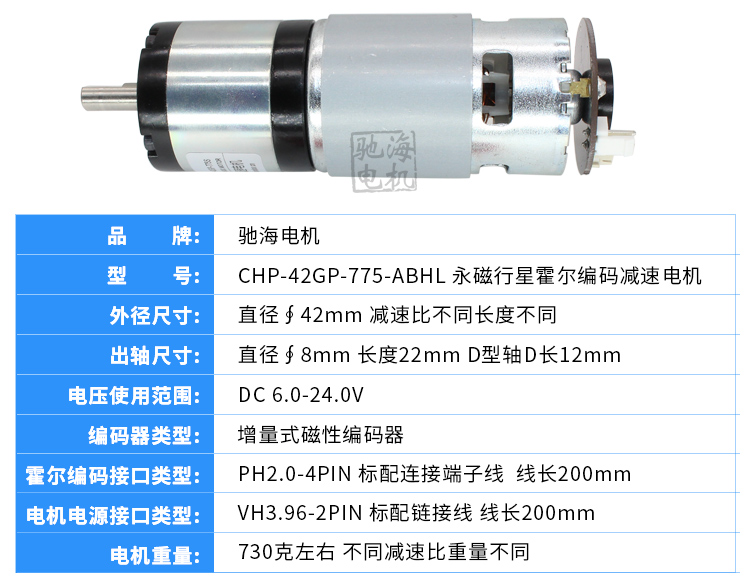 驰海
电机
品 牌: 驰海电机
型 号: CHP-42GP-775-ABHL 永磁行星霍尔编码减速电机
外径尺寸: 直径∮42mm 减速比不同长度不同
出轴尺寸: 直径∮8mm 长度22mm D型轴D长12mm
电压使用范围: DC 6.0-24.0V
编码器类型: 增量式磁性编码器
霍尔编码接口类型: PH2.0-4PIN 标配连接端子线 线长200mm
电机电源接口类型: VH3.96-2PIN 标配链接线 线长200mm
电机重量: 730克左右 不同减速比重量不同